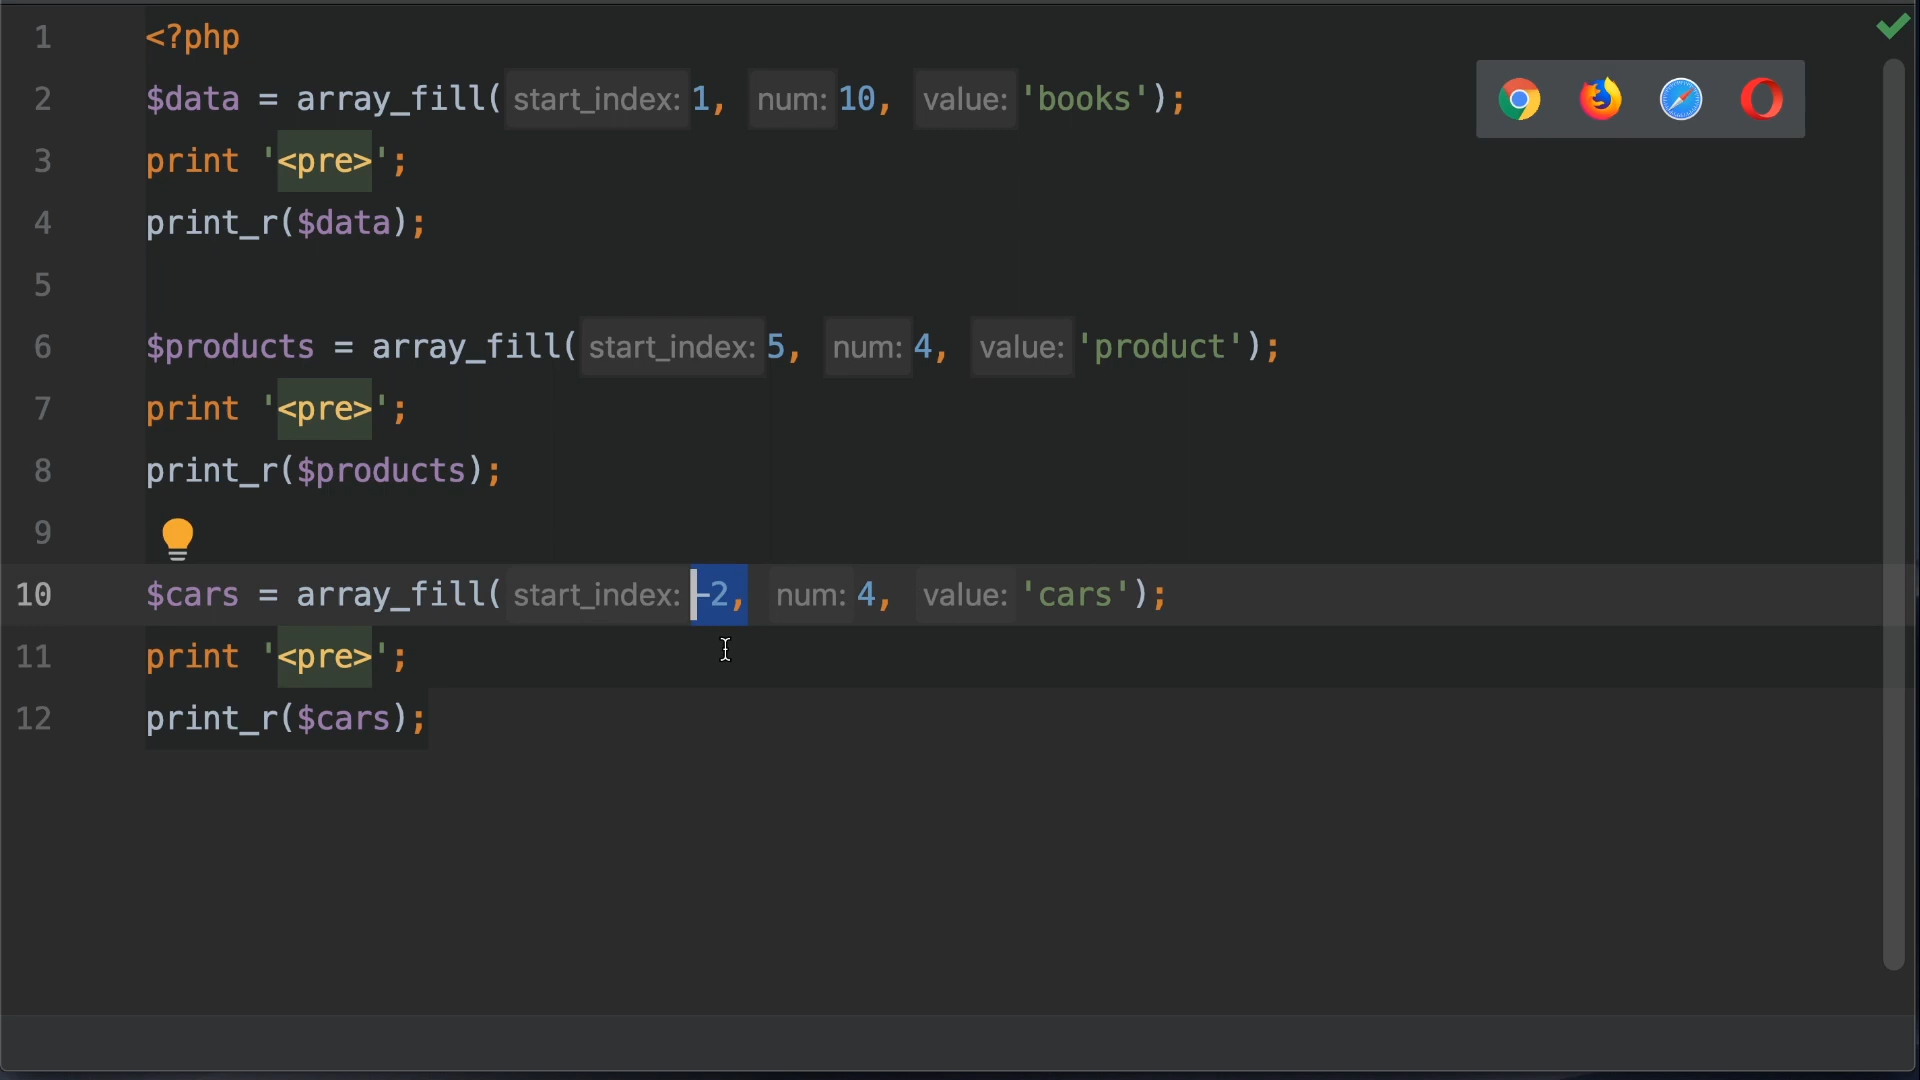 1 <?php
2 $data = array_fill( start_index: 1, num: 10, value: 'books');
3 print '<pre>';
4 print_r($data);
5
6 $products = array_fill( start_index: 5, num: 4, value: 'product');
7 print '<pre>';
8 print_r($products);
9
10 $cars = array_fill( start_index: -2, num: 4, value: 'cars');
11 print '<pre>';
12 print_r($cars);